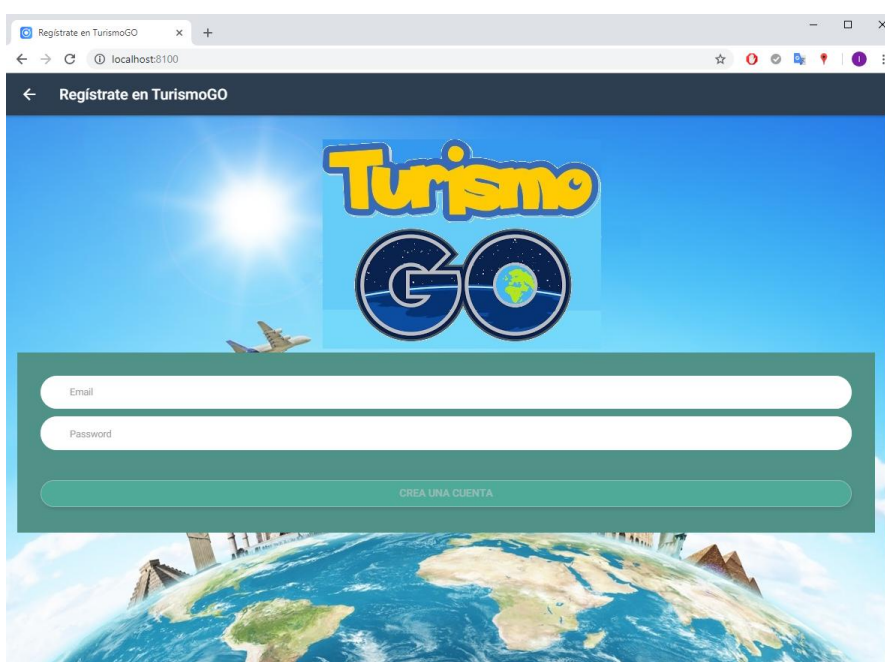 Regístrate en TurismoGO
localhost:8100
Regístrate en TurismoGO
Turismo
GO
Email
Password
CREA UNA CUENTA